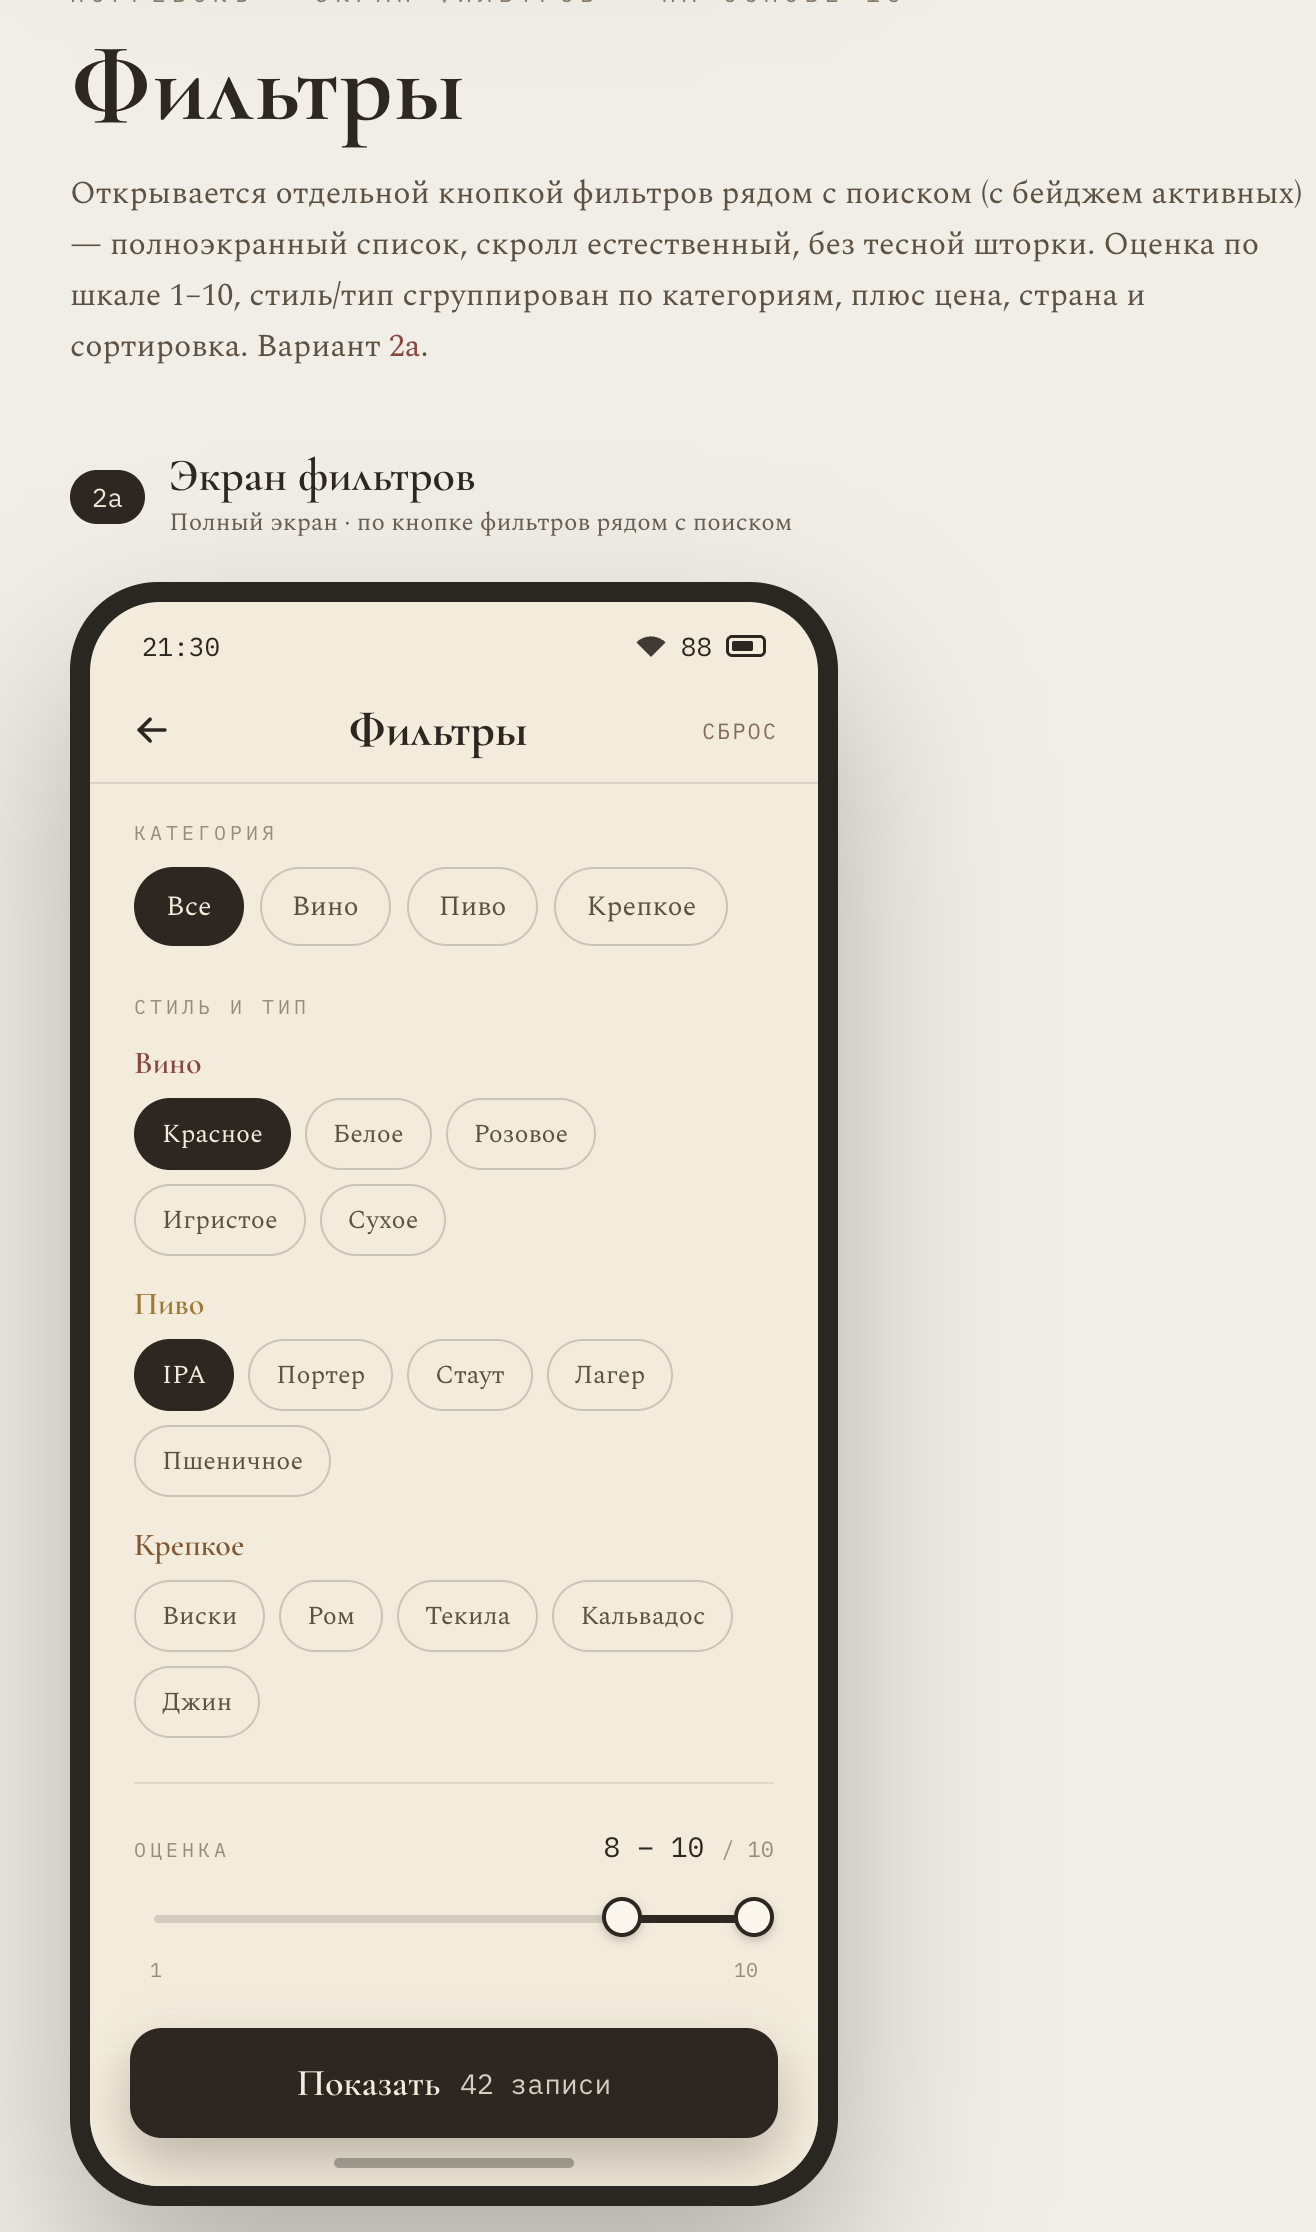 Фильтры
Открывается отдельной кнопкой фильтров рядом с поиском (с бейджем активных)
— полноэкранный список, скролл естественный, без тесной шторки. Оценка по
шкале 1–10, стиль/тип сгруппирован по категориям, плюс цена, страна и
сортировка. Вариант 2a.
2a
Экран фильтров
Полный экран · по кнопке фильтров рядом с поиском
21:30 88
Фильтры СБРОС
КАТЕГОРИЯ
Все Вино Пиво Крепкое
СТИЛЬ И ТИП
Вино
Красное Белое Розовое
Игристое Сухое
Пиво
IPA Портер Стаут Лагер
Пшеничное
Крепкое
Виски Ром Текила Кальвадос
Джин
ОЦЕНКА 8 – 10 / 10
1 10
Показать 42 записи